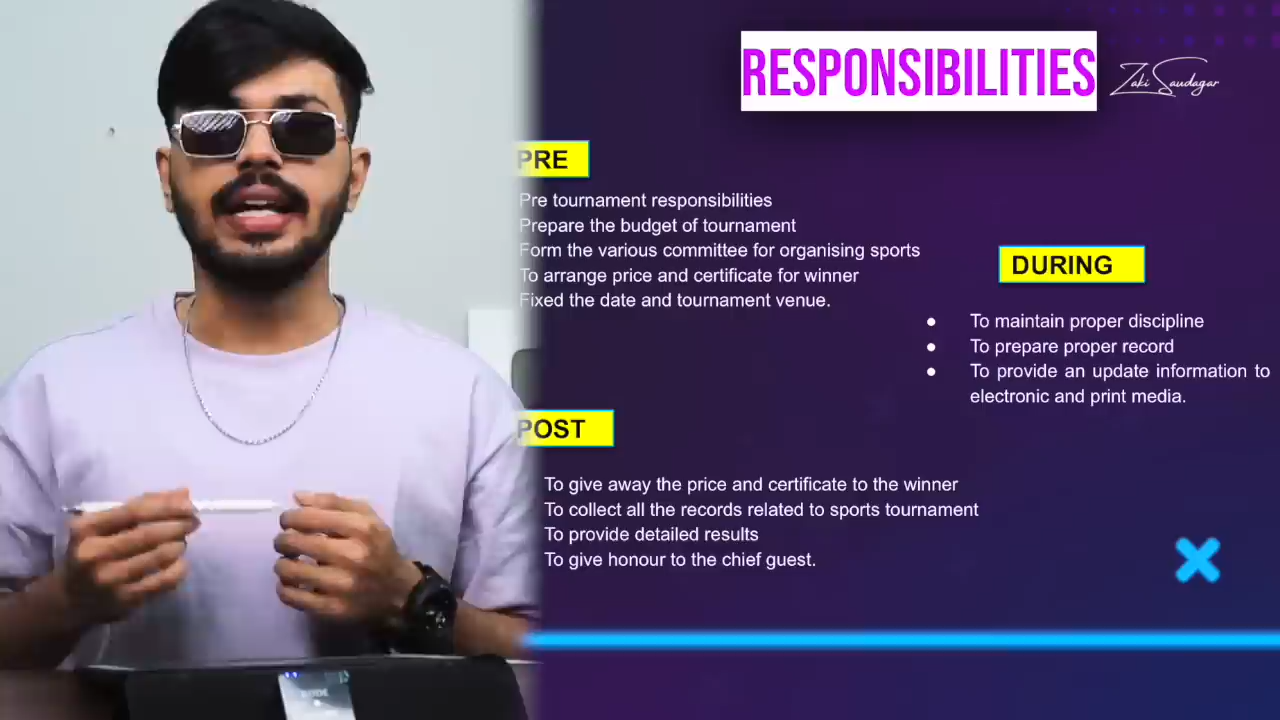 RESPONSIBILITIES
Zaki Saudagar
PRE
Pre tournament responsibilities
Prepare the budget of tournament
Form the various committee for organising sports
To arrange price and certificate for winner
Fixed the date and tournament venue.
DURING
● To maintain proper discipline
● To prepare proper record
● To provide an update information to
electronic and print media.
POST
To give away the price and certificate to the winner
To collect all the records related to sports tournament
To provide detailed results
To give honour to the chief guest.